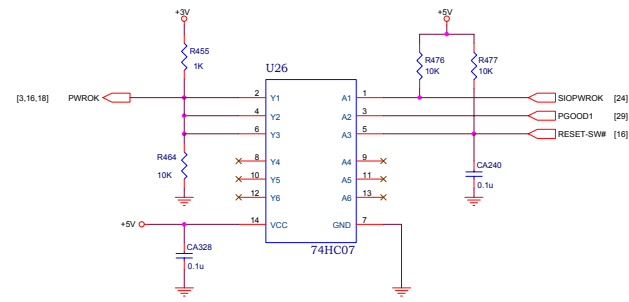 +3V
+5V
R455
1K
U26
R476
10K
R477
10K
[3,16,18] PWROK
2 Y1 A1 1
SIOPWROK [24]
4 Y2 A2 3
PGOOD1 [29]
6 Y3 A3 5
RESET-SW# [16]
R464
10K
8 Y4 A4 9
10 Y5 A5 11
12 Y6 A6 13
CA240
0.1u
+5V
14 VCC GND 7
CA328
0.1u
74HC07